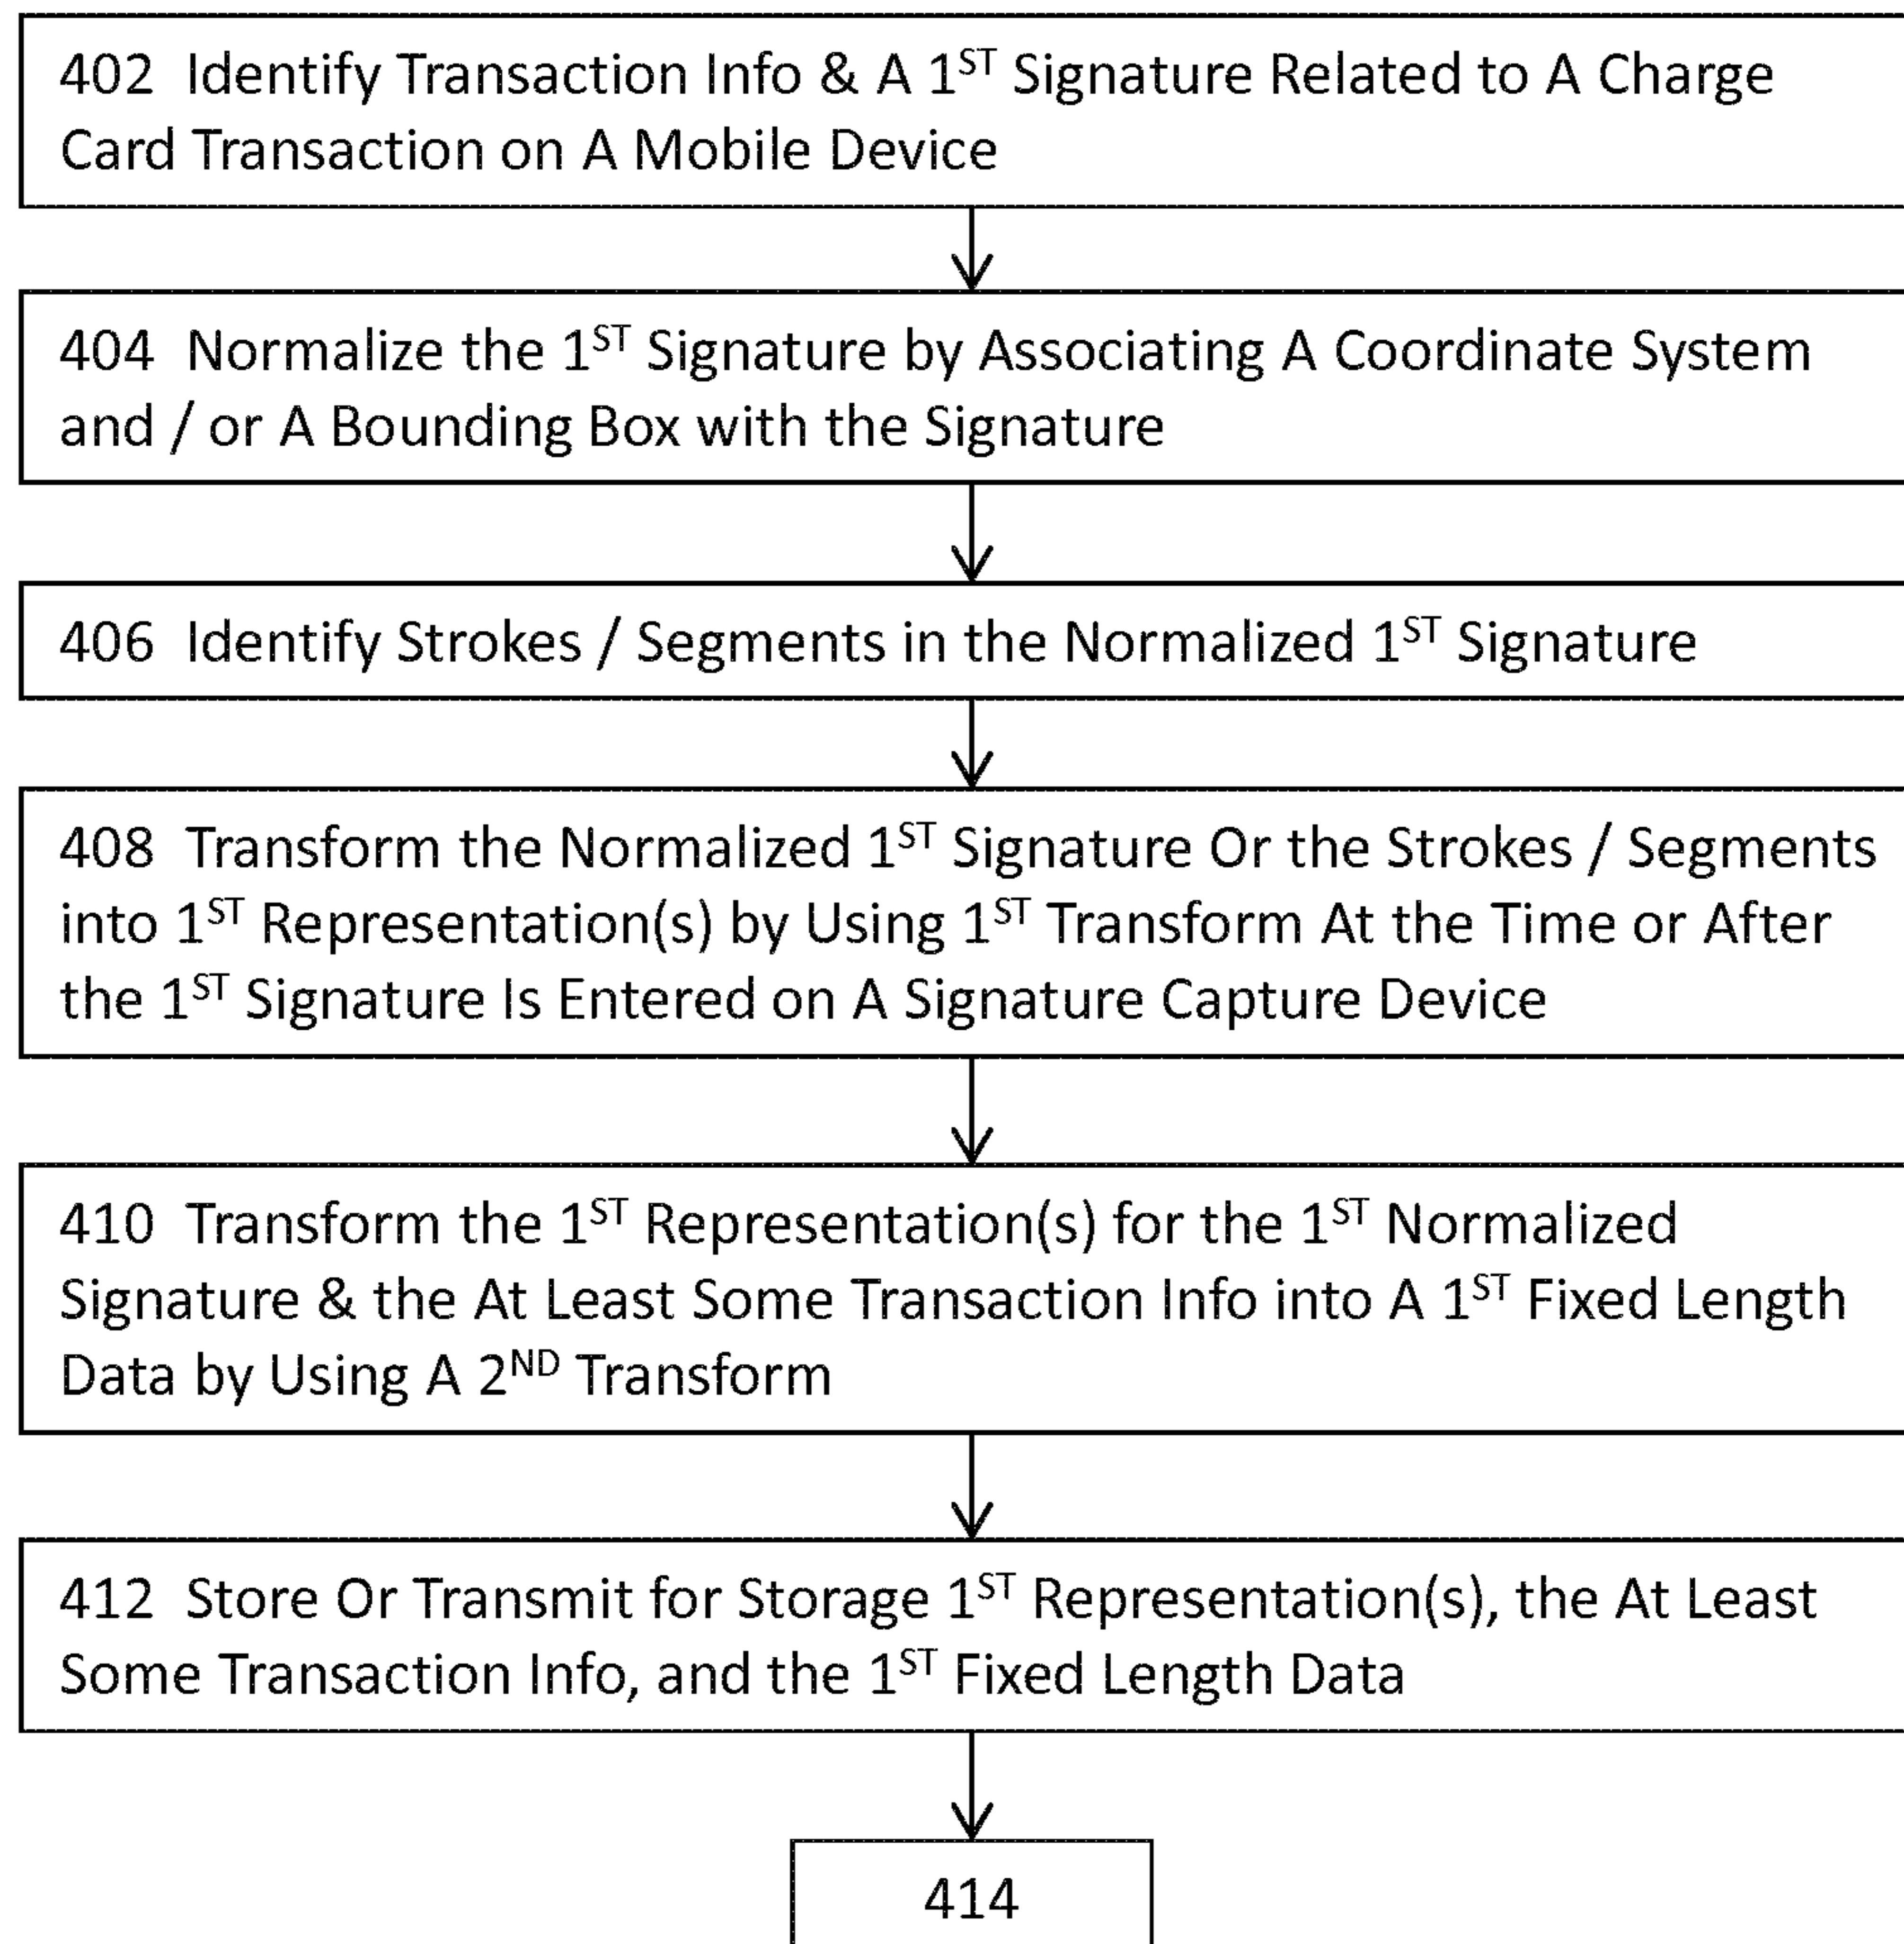 402 Identify Transaction Info & A 1ST Signature Related to A Charge
Card Transaction on A Mobile Device
404 Normalize the 1ST Signature by Associating A Coordinate System
and / or A Bounding Box with the Signature
406 Identify Strokes / Segments in the Normalized 1ST Signature
408 Transform the Normalized 1ST Signature Or the Strokes / Segments
into 1ST Representation(s) by Using 1ST Transform At the Time or After
the 1ST Signature Is Entered on A Signature Capture Device
410 Transform the 1ST Representation(s) for the 1ST Normalized
Signature & the At Least Some Transaction Info into A 1ST Fixed Length
Data by Using A 2ND Transform
412 Store Or Transmit for Storage 1ST Representation(s), the At Least
Some Transaction Info, and the 1ST Fixed Length Data
414